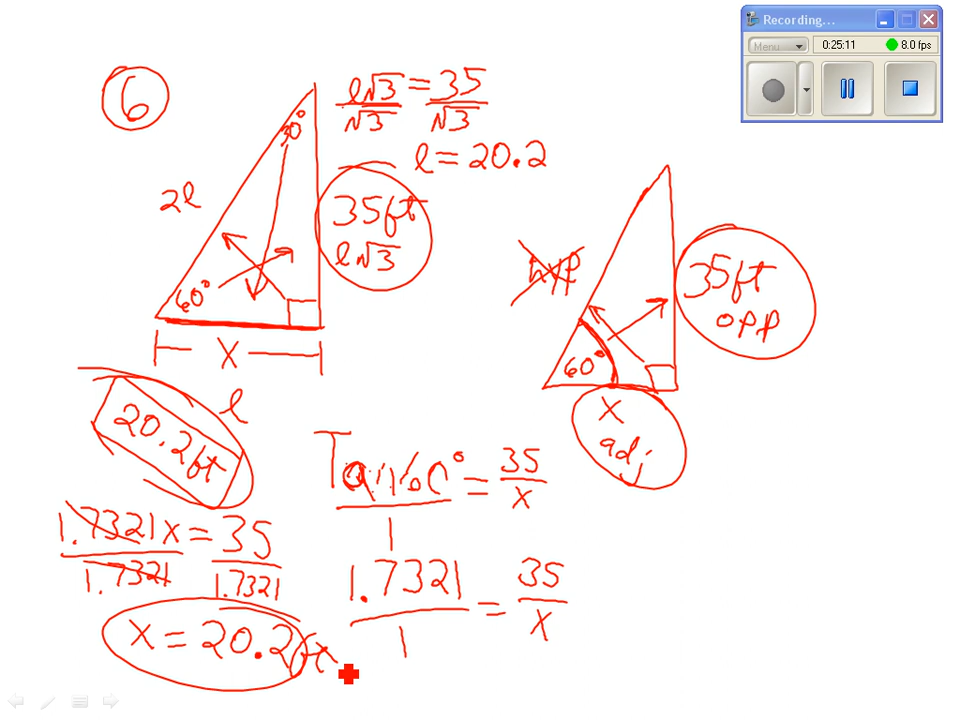 Recording...
Menu
0:25:11
8.0 fps
6
l√3 = 35
√3 √3
l = 20.2
30°
2l
35ft
l√3
60°
X
l
20.2ft
hyp
35ft
opp
60°
X
adj
Tan60° = 35
1 x
1.7321x = 35
1.7321 1.7321
1.7321 = 35
1 x
x = 20.2ft